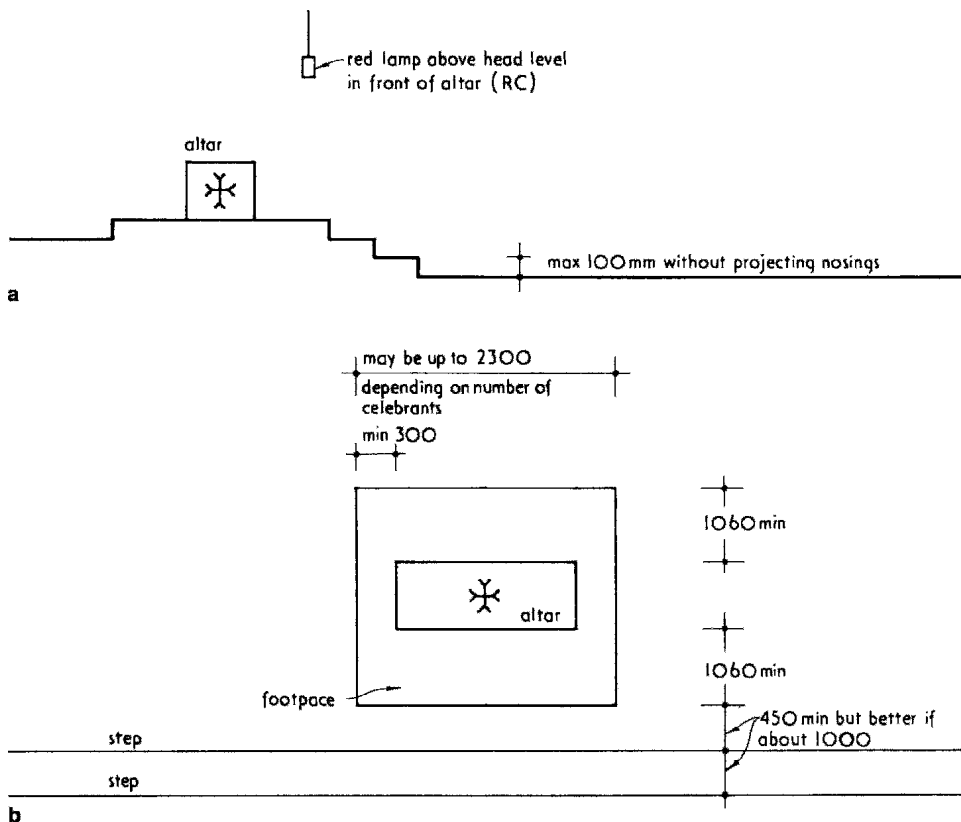 red lamp above head level
in front of altar (RC)
altar
max 100mm without projecting nosings
a
may be up to 2300
depending on number of
celebrants
min 300
1060 min
altar
1060 min
footpace
450 min but better if
about 1000
step
step
b